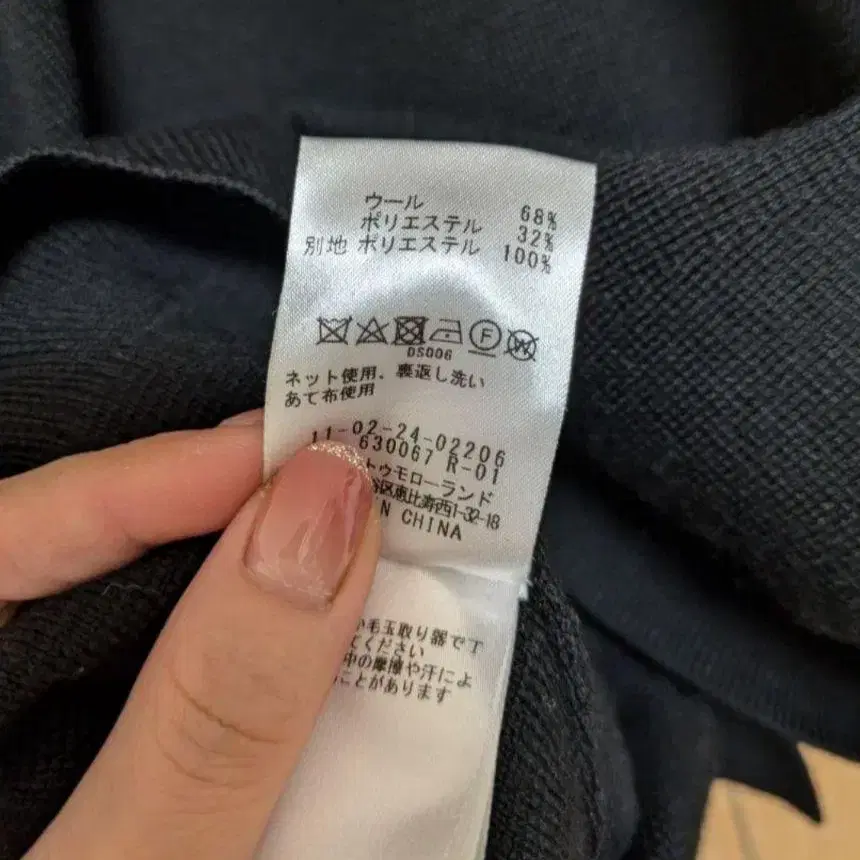 ウール 68%
ポリエステル 32%
別地 ポリエステル 100%
F W
DS006
ネット使用、裏返し洗い
あて布使用
11-02-24-02206
630067 R-01
トゥモローランド
区恵比寿西1-32-18
N CHINA
毛玉取り器で丁
てください
中の摩擦や汗によ
ことがあります